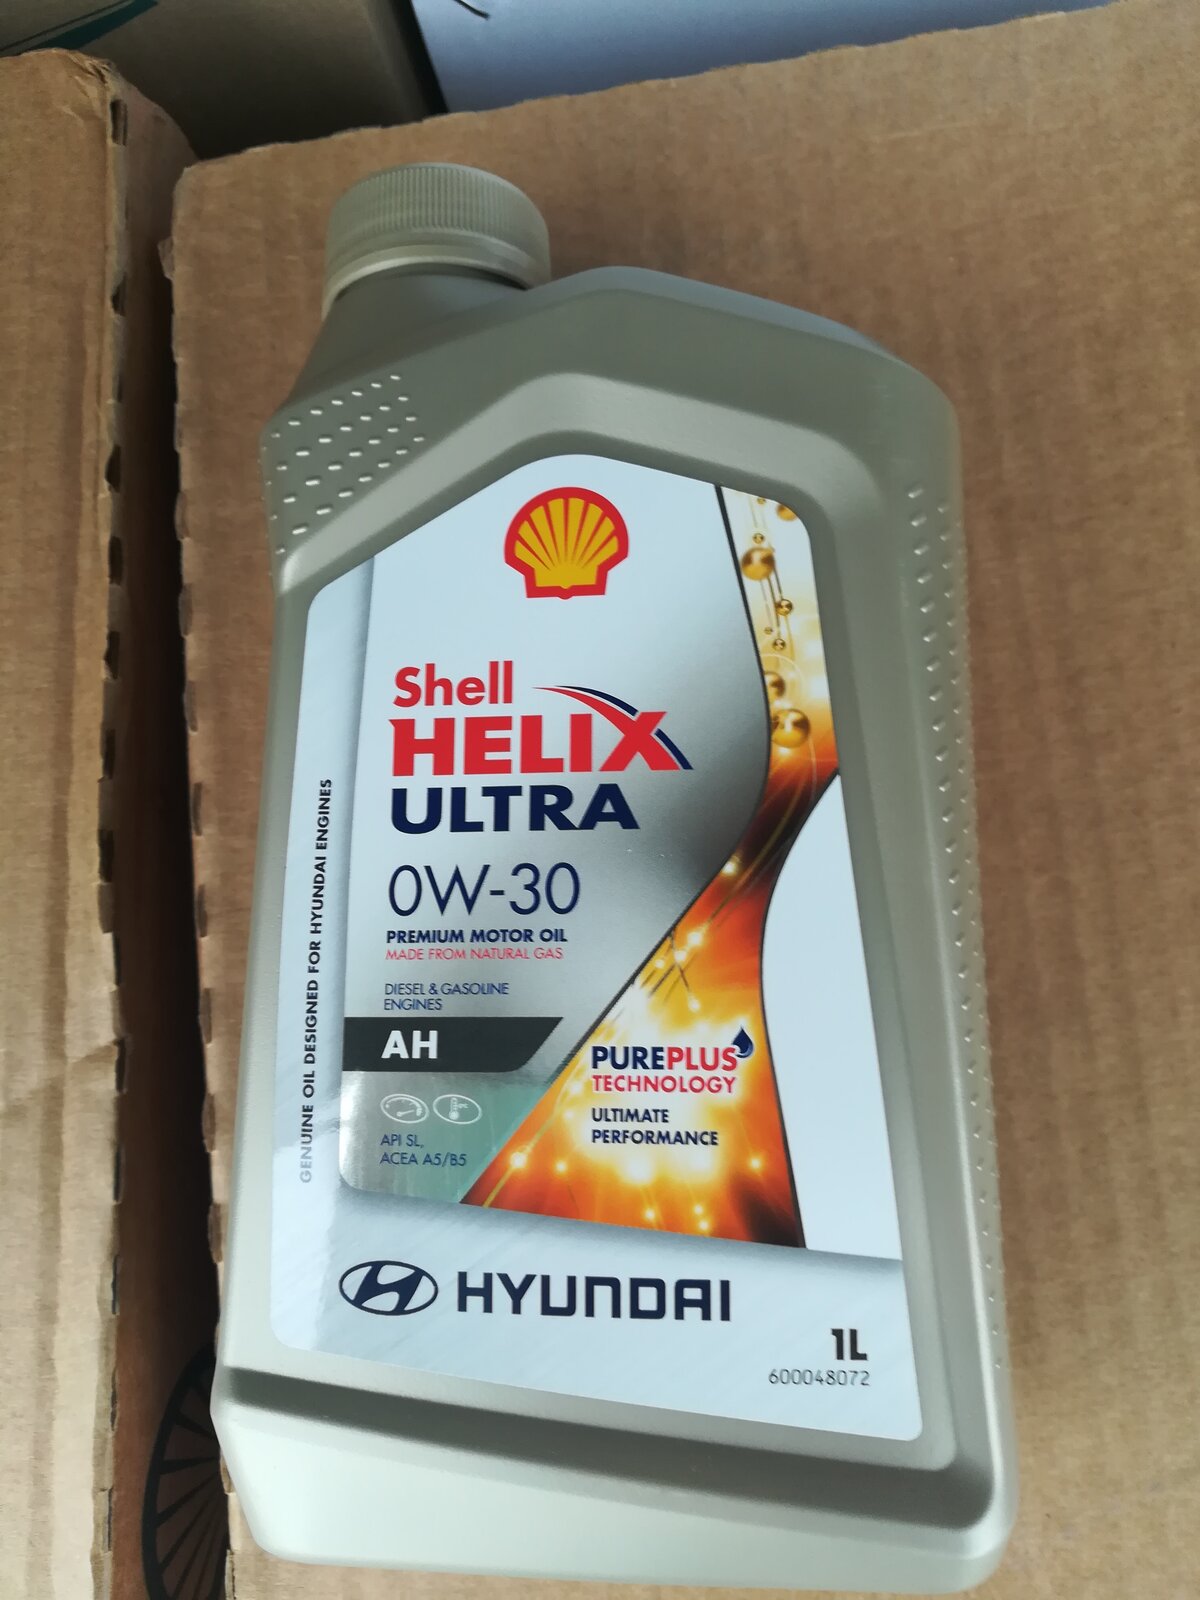 Shell
HELIX
ULTRA
0W-30
PREMIUM MOTOR OIL
MADE FROM NATURAL GAS
DIESEL & GASOLINE
ENGINES
AH
API SL,
ACEA A5/B5
PUREPLUS
TECHNOLOGY
ULTIMATE
PERFORMANCE
GENUINE OIL DESIGNED FOR HYUNDAI ENGINES
HYUNDAI
1L
600048072